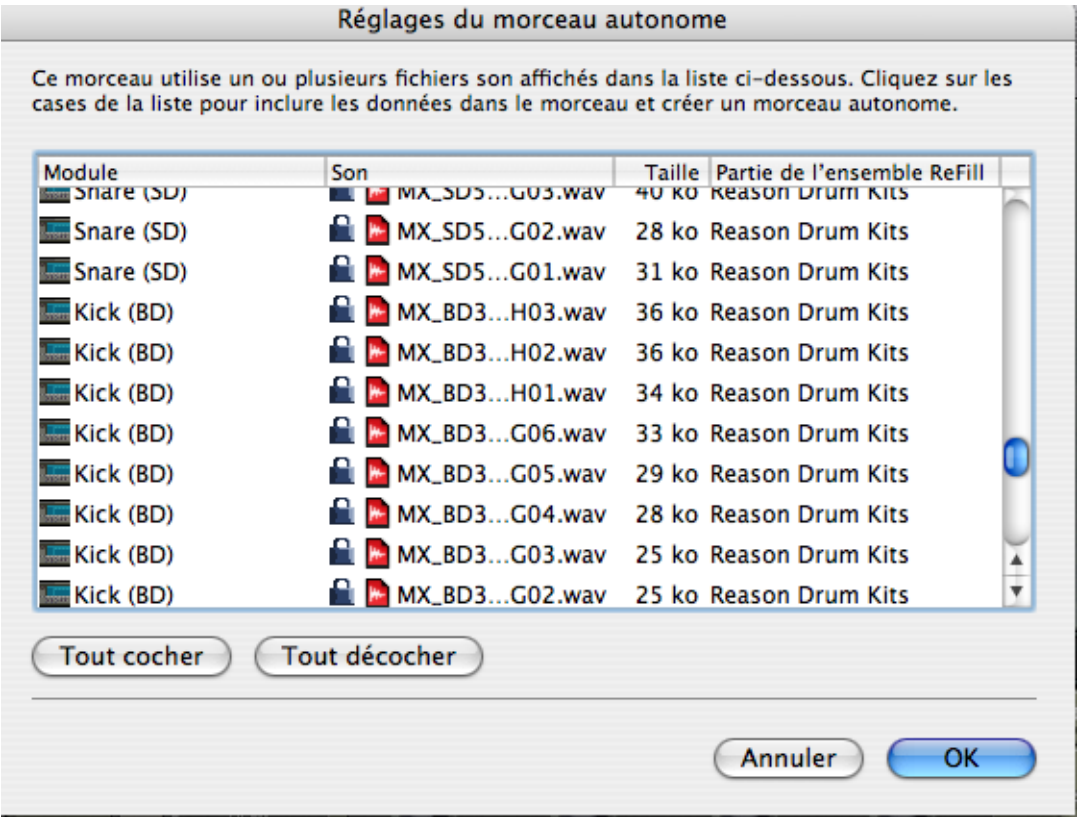 Réglages du morceau autonome
Ce morceau utilise un ou plusieurs fichiers son affichés dans la liste ci-dessous. Cliquez sur les
cases de la liste pour inclure les données dans le morceau et créer un morceau autonome.
Module Son Taille Partie de l'ensemble ReFill
Snare (SD) MX_SD5...G03.wav 40 ko Reason Drum Kits
Snare (SD) MX_SD5...G02.wav 28 ko Reason Drum Kits
Snare (SD) MX_SD5...G01.wav 31 ko Reason Drum Kits
Kick (BD) MX_BD3...H03.wav 36 ko Reason Drum Kits
Kick (BD) MX_BD3...H02.wav 36 ko Reason Drum Kits
Kick (BD) MX_BD3...H01.wav 34 ko Reason Drum Kits
Kick (BD) MX_BD3...G06.wav 33 ko Reason Drum Kits
Kick (BD) MX_BD3...G05.wav 29 ko Reason Drum Kits
Kick (BD) MX_BD3...G04.wav 28 ko Reason Drum Kits
Kick (BD) MX_BD3...G03.wav 25 ko Reason Drum Kits
Kick (BD) MX_BD3...G02.wav 25 ko Reason Drum Kits
Tout cocher Tout décocher
Annuler OK